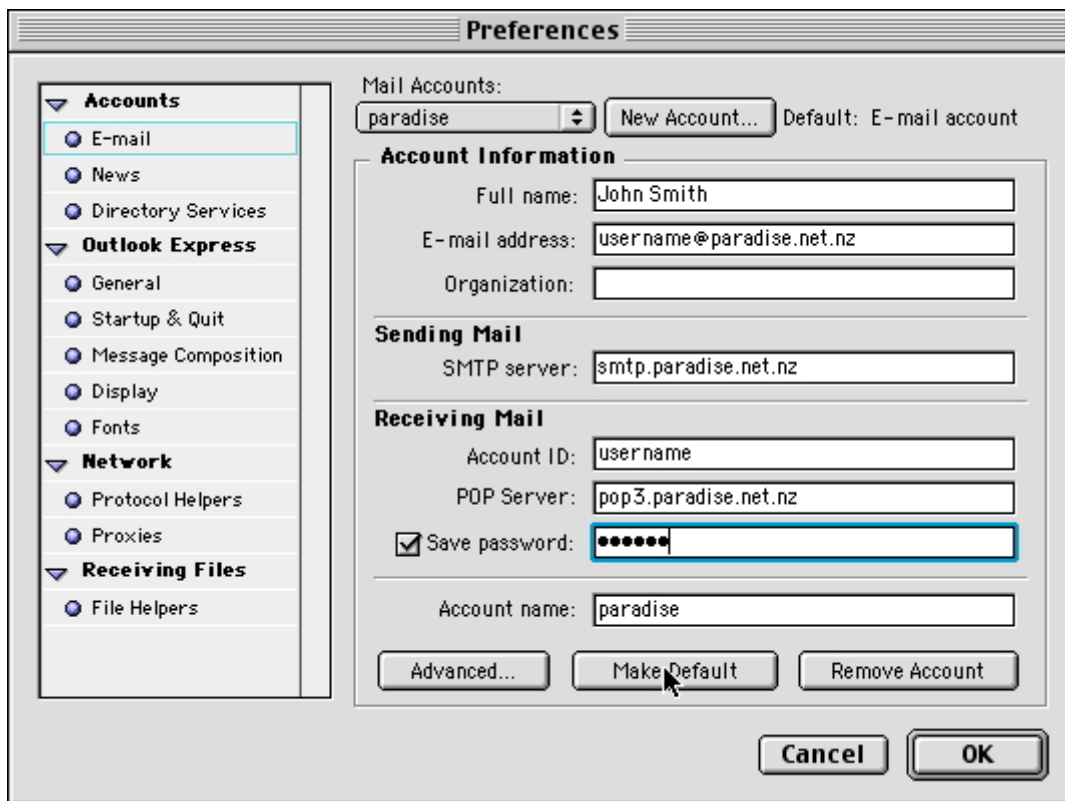 Preferences
Accounts
E-mail
News
Directory Services
Outlook Express
General
Startup & Quit
Message Composition
Display
Fonts
Network
Protocol Helpers
Proxies
Receiving Files
File Helpers
Mail Accounts:
paradise New Account... Default: E-mail account
Account Information
Full name: John Smith
E-mail address: username@paradise.net.nz
Organization:
Sending Mail
SMTP server: smtp.paradise.net.nz
Receiving Mail
Account ID: username
POP Server: pop3.paradise.net.nz
Save password: ••••••
Account name: paradise
Advanced... Make Default Remove Account
Cancel OK